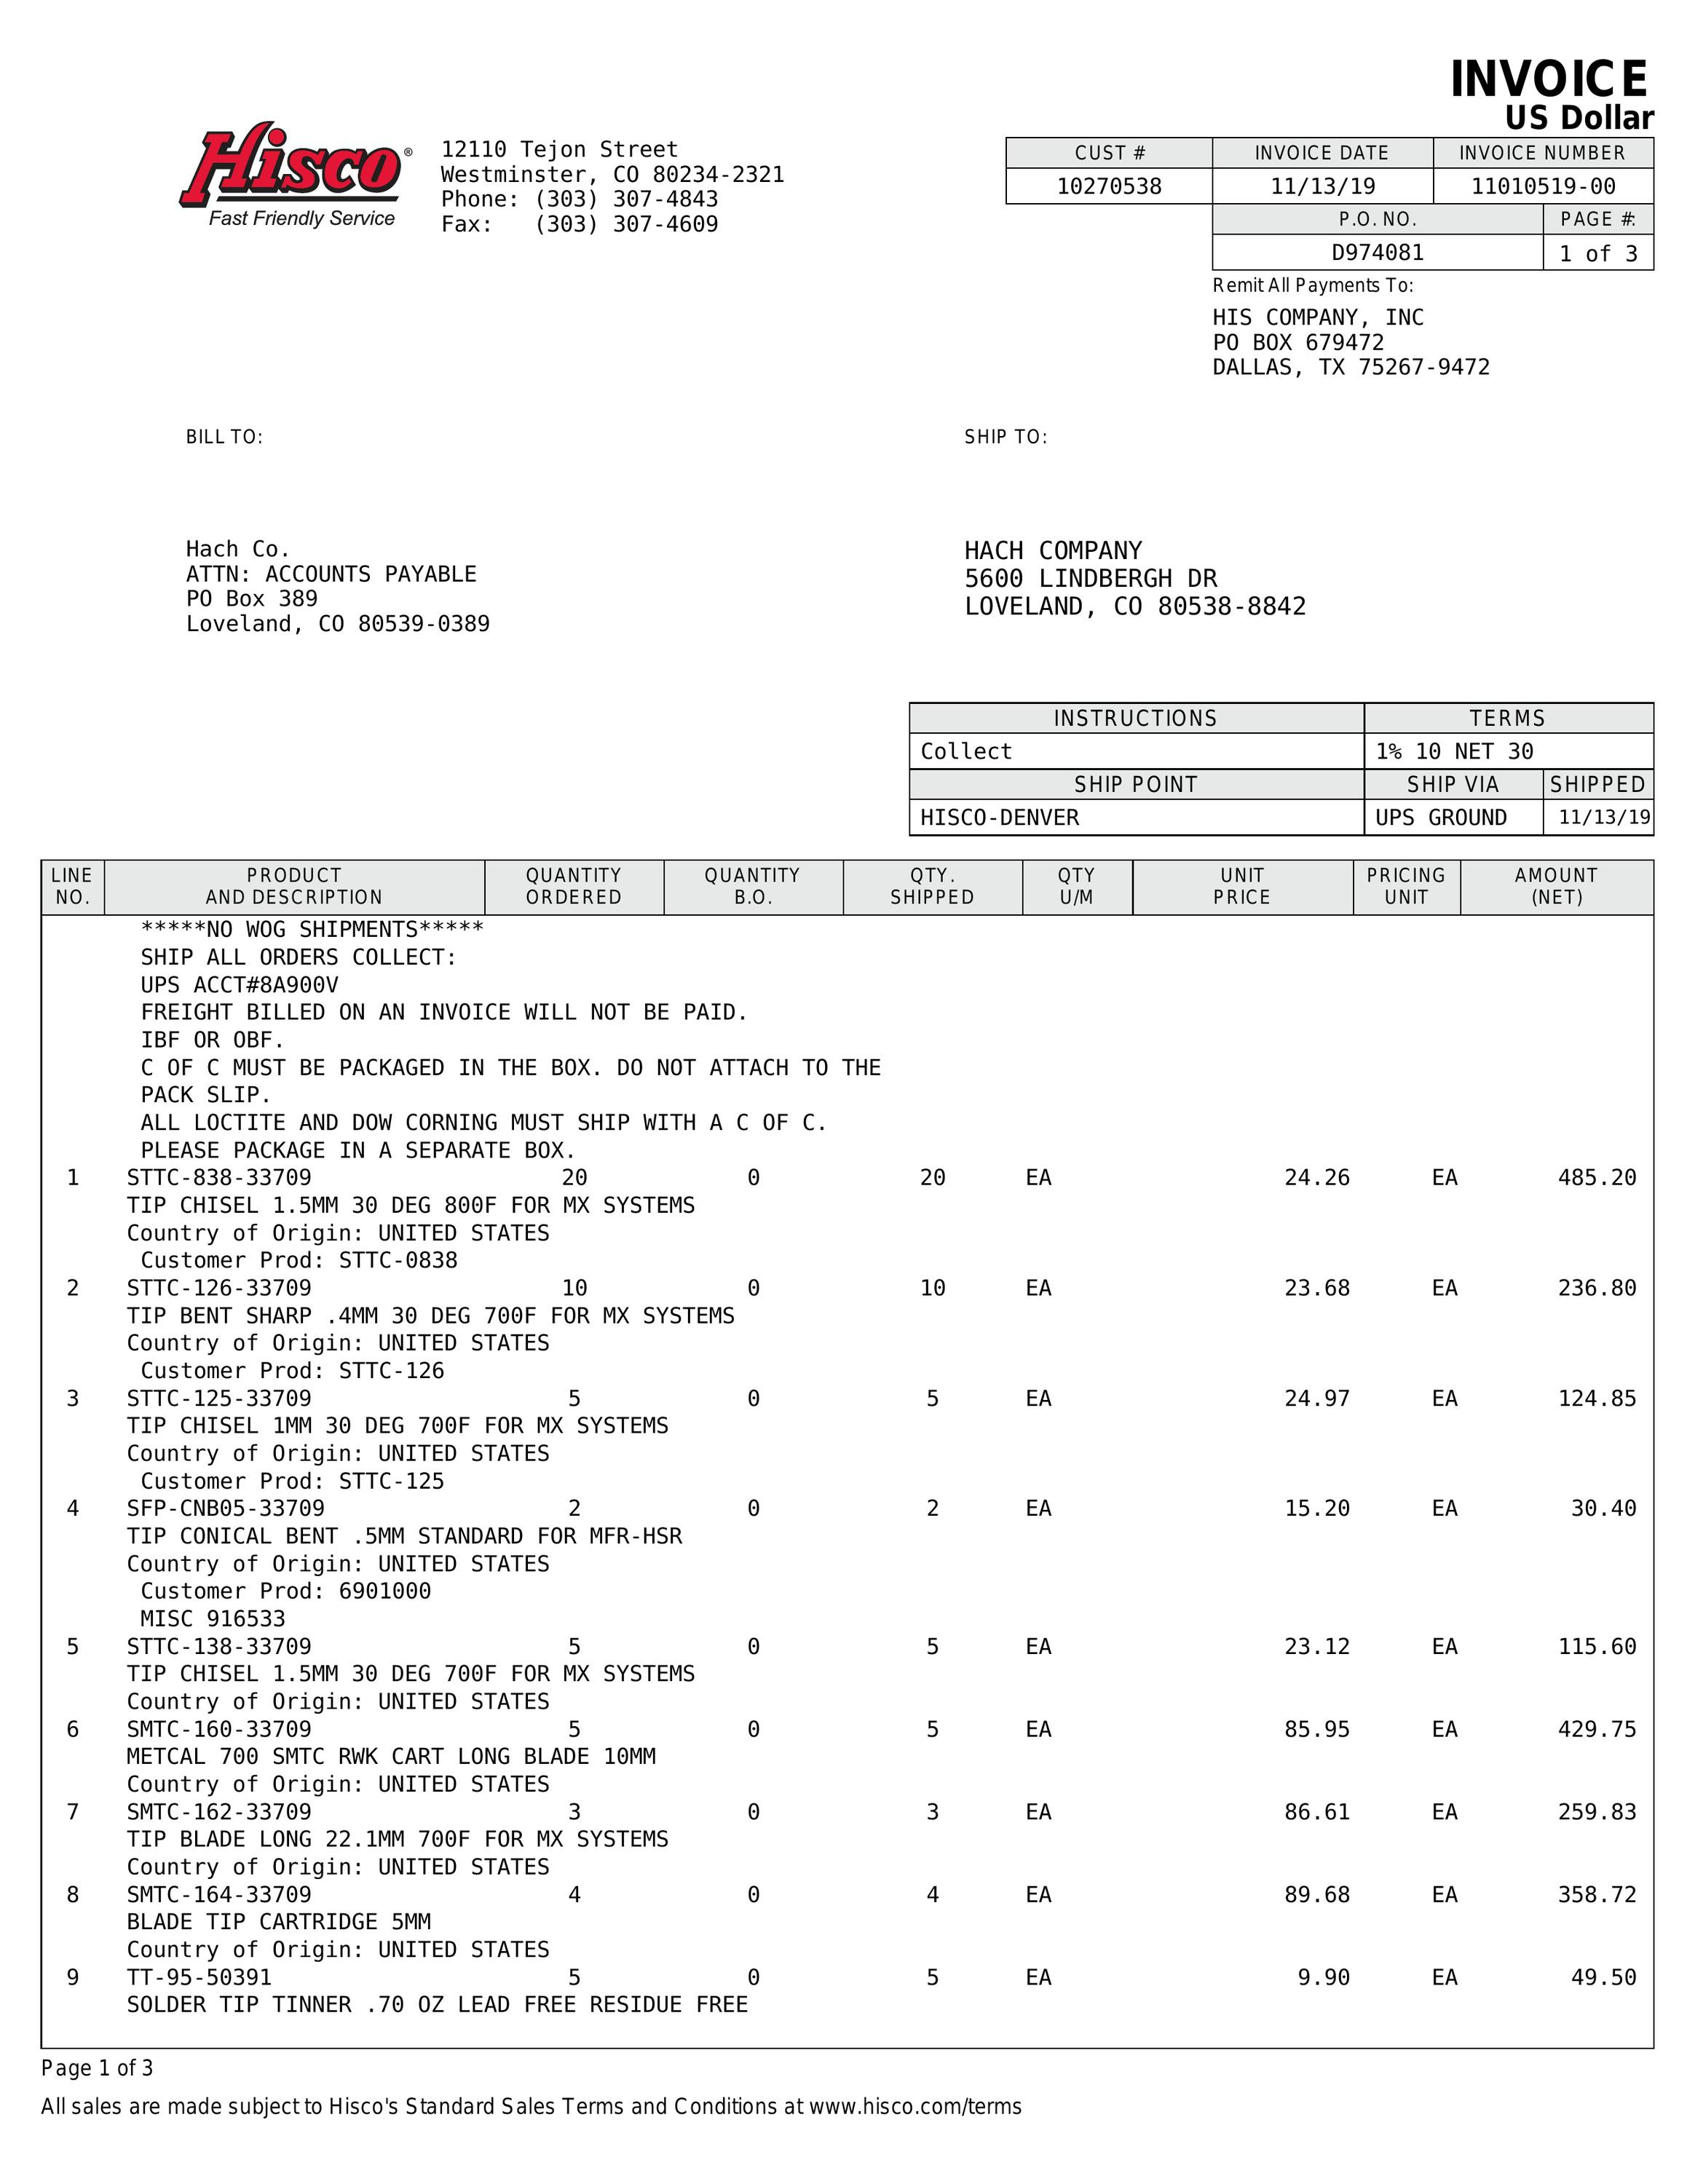 INVOICE
US Dollar
Hisco®
Fast Friendly Service
12110 Tejon Street
Westminster, CO 80234-2321
Phone: (303) 307-4843
Fax: (303) 307-4609
CUST # INVOICE DATE INVOICE NUMBER
10270538 11/13/19 11010519-00
P.O. NO. PAGE #:
D974081 1 of 3
Remit All Payments To:
HIS COMPANY, INC
PO BOX 679472
DALLAS, TX 75267-9472
BILL TO:
Hach Co.
ATTN: ACCOUNTS PAYABLE
PO Box 389
Loveland, CO 80539-0389
SHIP TO:
HACH COMPANY
5600 LINDBERGH DR
LOVELAND, CO 80538-8842
INSTRUCTIONS TERMS
Collect 1% 10 NET 30
SHIP POINT SHIP VIA SHIPPED
HISCO-DENVER UPS GROUND 11/13/19
LINE PRODUCT QUANTITY QUANTITY QTY. QTY UNIT PRICING AMOUNT
NO. AND DESCRIPTION ORDERED B.O. SHIPPED U/M PRICE UNIT (NET)
*****NO WOG SHIPMENTS*****
SHIP ALL ORDERS COLLECT:
UPS ACCT#8A900V
FREIGHT BILLED ON AN INVOICE WILL NOT BE PAID.
IBF OR OBF.
C OF C MUST BE PACKAGED IN THE BOX. DO NOT ATTACH TO THE
PACK SLIP.
ALL LOCTITE AND DOW CORNING MUST SHIP WITH A C OF C.
PLEASE PACKAGE IN A SEPARATE BOX.
1 STTC-838-33709 20 0 20 EA 24.26 EA 485.20
TIP CHISEL 1.5MM 30 DEG 800F FOR MX SYSTEMS
Country of Origin: UNITED STATES
Customer Prod: STTC-0838
2 STTC-126-33709 10 0 10 EA 23.68 EA 236.80
TIP BENT SHARP .4MM 30 DEG 700F FOR MX SYSTEMS
Country of Origin: UNITED STATES
Customer Prod: STTC-126
3 STTC-125-33709 5 0 5 EA 24.97 EA 124.85
TIP CHISEL 1MM 30 DEG 700F FOR MX SYSTEMS
Country of Origin: UNITED STATES
Customer Prod: STTC-125
4 SFP-CNB05-33709 2 0 2 EA 15.20 EA 30.40
TIP CONICAL BENT .5MM STANDARD FOR MFR-HSR
Country of Origin: UNITED STATES
Customer Prod: 6901000
MISC 916533
5 STTC-138-33709 5 0 5 EA 23.12 EA 115.60
TIP CHISEL 1.5MM 30 DEG 700F FOR MX SYSTEMS
Country of Origin: UNITED STATES
6 SMTC-160-33709 5 0 5 EA 85.95 EA 429.75
METCAL 700 SMTC RWK CART LONG BLADE 10MM
Country of Origin: UNITED STATES
7 SMTC-162-33709 3 0 3 EA 86.61 EA 259.83
TIP BLADE LONG 22.1MM 700F FOR MX SYSTEMS
Country of Origin: UNITED STATES
8 SMTC-164-33709 4 0 4 EA 89.68 EA 358.72
BLADE TIP CARTRIDGE 5MM
Country of Origin: UNITED STATES
9 TT-95-50391 5 0 5 EA 9.90 EA 49.50
SOLDER TIP TINNER .70 OZ LEAD FREE RESIDUE FREE
Page 1 of 3
All sales are made subject to Hisco's Standard Sales Terms and Conditions at www.hisco.com/terms